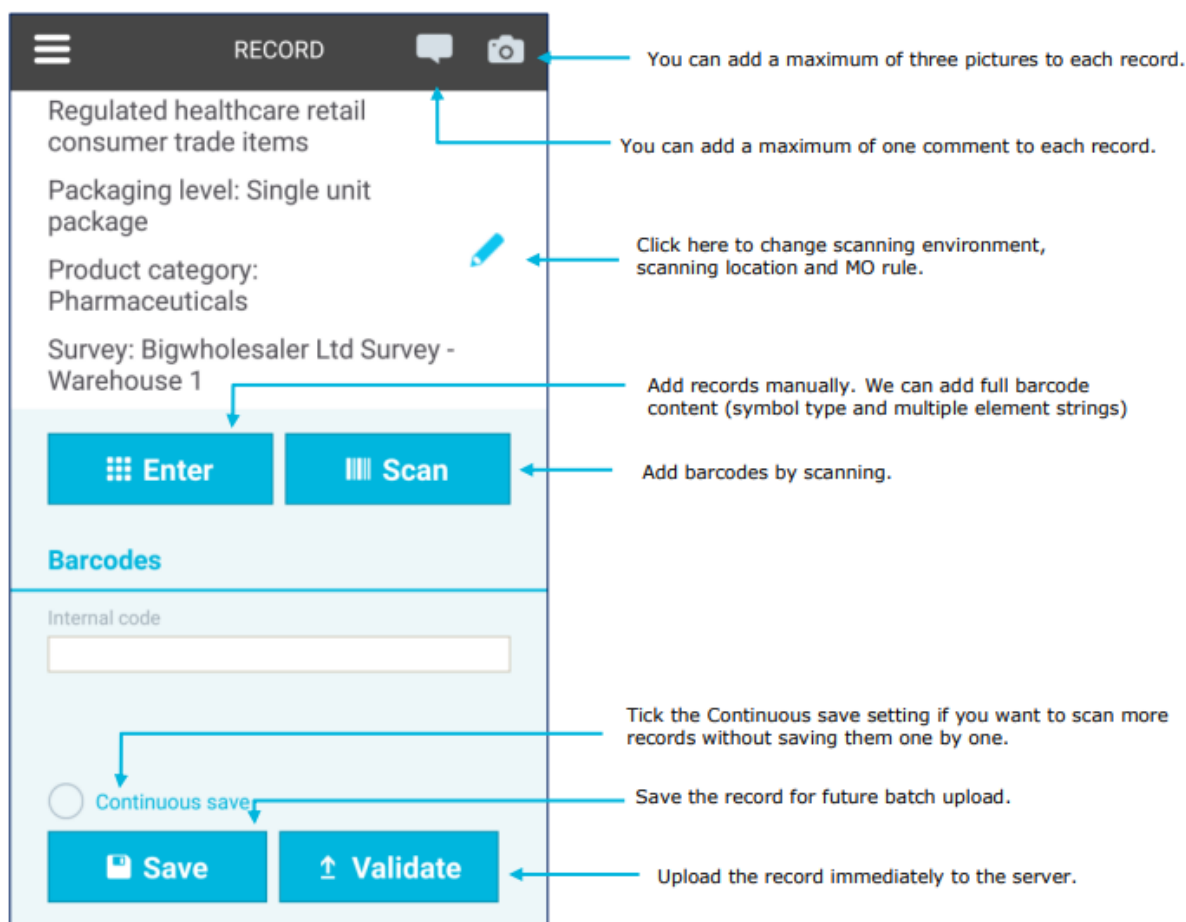 RECORD
You can add a maximum of three pictures to each record.
Regulated healthcare retail
consumer trade items
You can add a maximum of one comment to each record.
Packaging level: Single unit
package
Click here to change scanning environment,
scanning location and MO rule.
Product category:
Pharmaceuticals
Survey: Bigwholesaler Ltd Survey -
Warehouse 1
Add records manually. We can add full barcode
content (symbol type and multiple element strings)
Enter
Scan
Add barcodes by scanning.
Barcodes
Internal code
Tick the Continuous save setting if you want to scan more
records without saving them one by one.
Continuous save
Save the record for future batch upload.
Save
Validate
Upload the record immediately to the server.